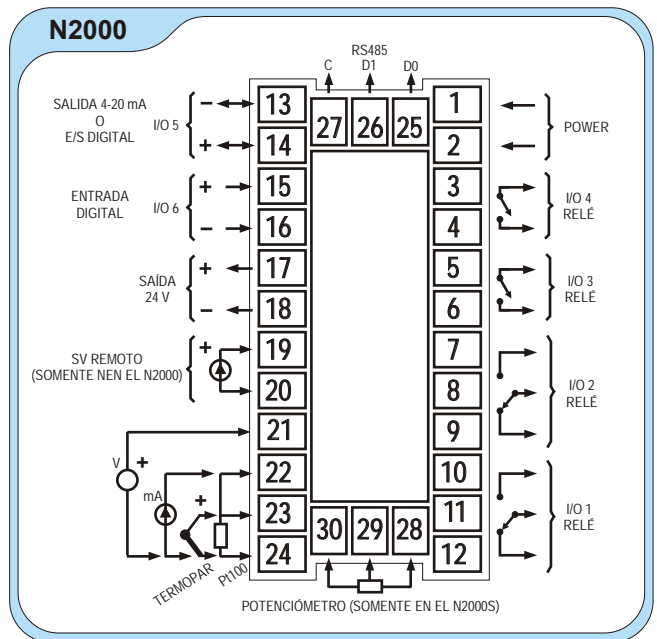 N2000
RS485
C D1 D0
SALIDA 4-20 mA
O
E/S DIGITAL
I/O 5
− 13
+ 14
ENTRADA
DIGITAL
I/O 6
+ 15
− 16
SAÍDA
24 V
+ 17
− 18
SV REMOTO
(SOMENTE NEN EL N2000)
+ 19
20
21
V +
mA
+
22
23
24
TERMOPAR
Pt100
27 26 25
1
2
POWER
3
4
I/O 4
RELÉ
5
6
I/O 3
RELÉ
7
8
9
I/O 2
RELÉ
10
11
12
I/O 1
RELÉ
30 29 28
POTENCIÓMETRO (SOMENTE EN EL N2000S)